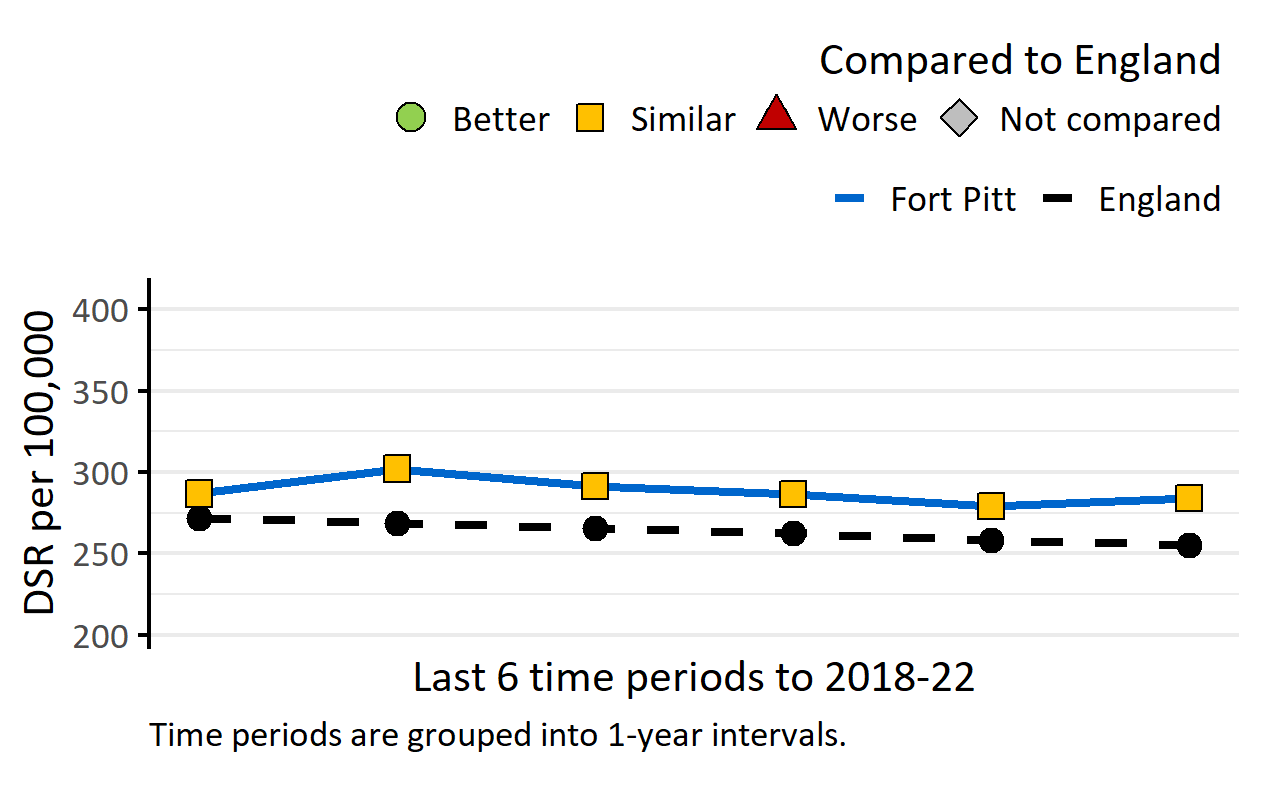 Compared to England
Better Similar Worse Not compared
Fort Pitt England
DSR per 100,000
400
350
300
250
200
Last 6 time periods to 2018-22
Time periods are grouped into 1-year intervals.